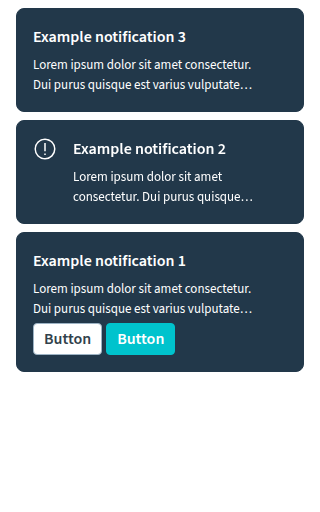 Example notification 3
Lorem ipsum dolor sit amet consectetur.
Dui purus quisque est varius vulputate…
Example notification 2
Lorem ipsum dolor sit amet
consectetur. Dui purus quisque…
Example notification 1
Lorem ipsum dolor sit amet consectetur.
Dui purus quisque est varius vulputate…
Button Button